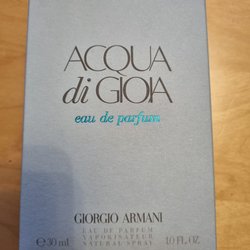 ACQUA
di GIOIA
eau de parfum
GIORGIO ARMANI
EAU DE PARFUM
VAPORISATEUR
NATURAL SPRAY
℮ 30 ml
1.0 FL. OZ.